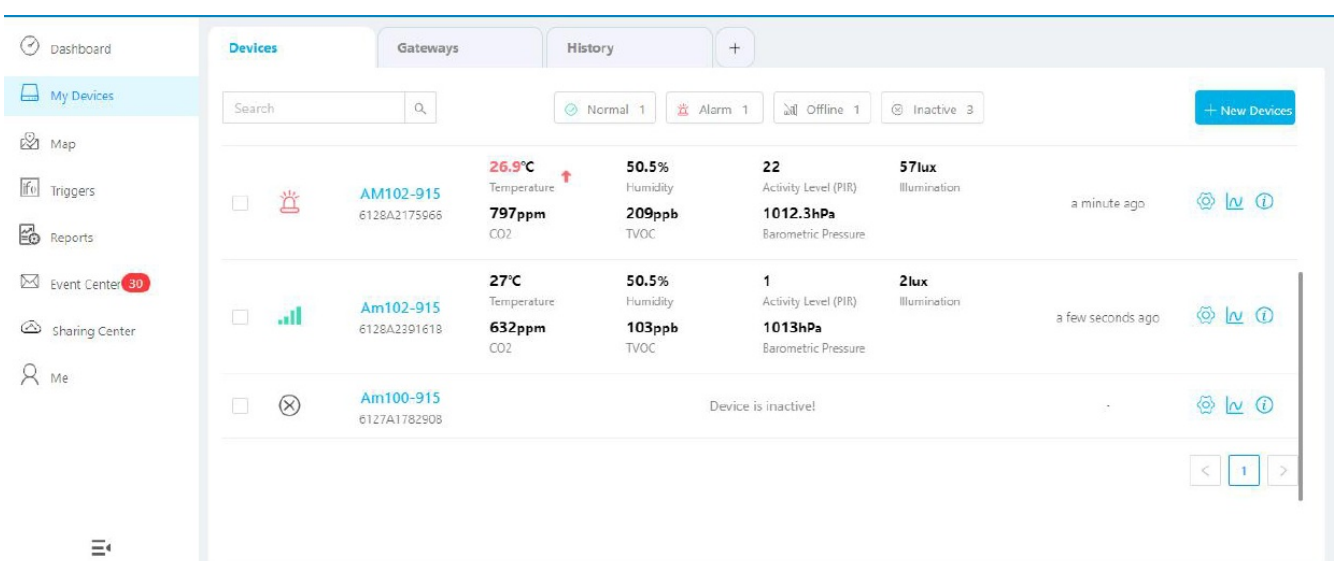 Dashboard
My Devices
Map
Triggers
Reports
Event Center 30
Sharing Center
Me
Devices Gateways History +
Search Normal 1 Alarm 1 Offline 1 Inactive 3 + New Devices
26.9℃ 50.5% 22 57lux
Temperature Humidity Activity Level (PIR) Illumination
AM102-915
6128A2175966
a minute ago
797ppm 209ppb 1012.3hPa
CO2 TVOC Barometric Pressure
27℃ 50.5% 1 2lux
Temperature Humidity Activity Level (PIR) Illumination
Am102-915
6128A2391618
a few seconds ago
632ppm 103ppb 1013hPa
CO2 TVOC Barometric Pressure
Am100-915
6127A1782908
Device is inactive! -
< 1 >